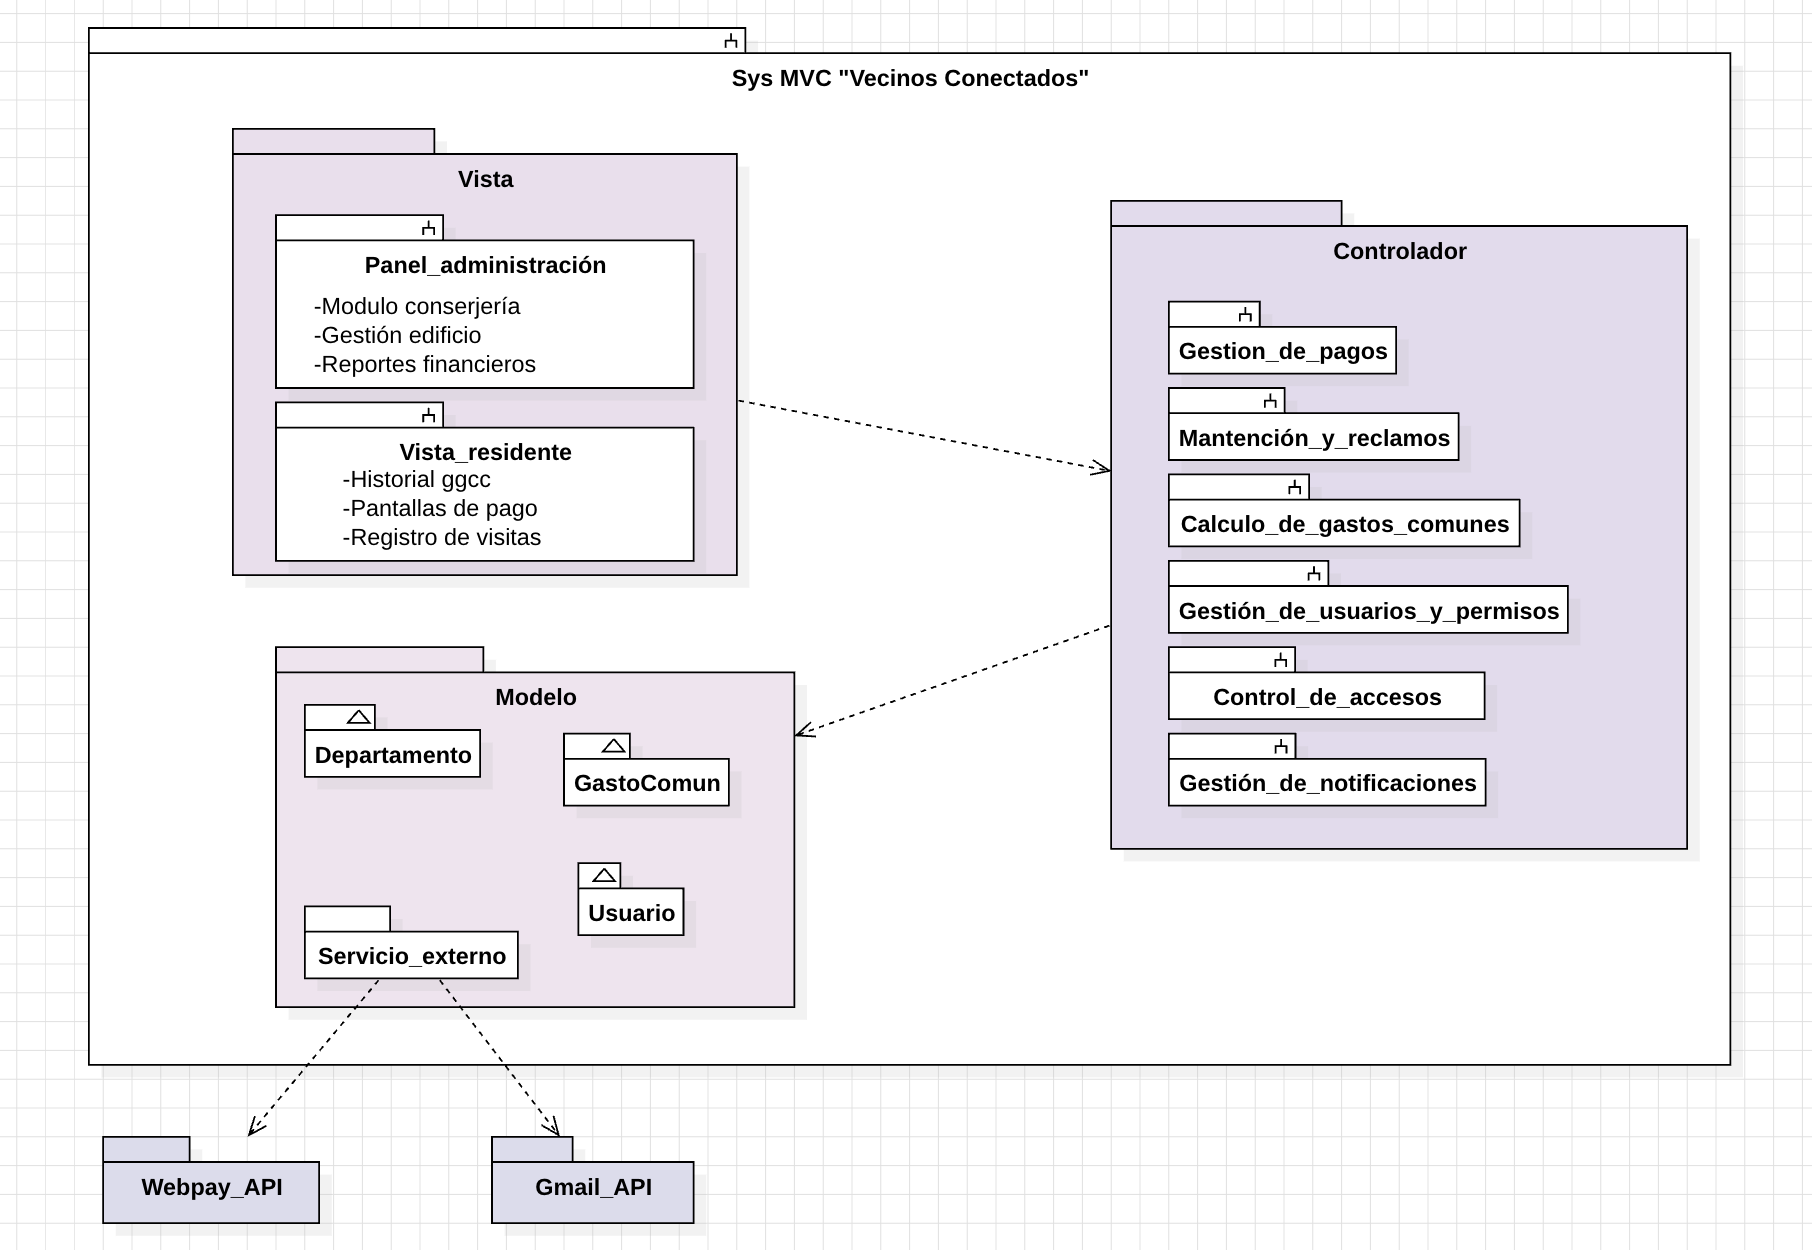 Sys MVC "Vecinos Conectados"
Vista
Panel_administración
-Modulo conserjería
-Gestión edificio
-Reportes financieros
Vista_residente
-Historial ggcc
-Pantallas de pago
-Registro de visitas
Controlador
Gestion_de_pagos
Mantención_y_reclamos
Calculo_de_gastos_comunes
Gestión_de_usuarios_y_permisos
Control_de_accesos
Gestión_de_notificaciones
Modelo
Departamento
GastoComun
Usuario
Servicio_externo
Webpay_API
Gmail_API